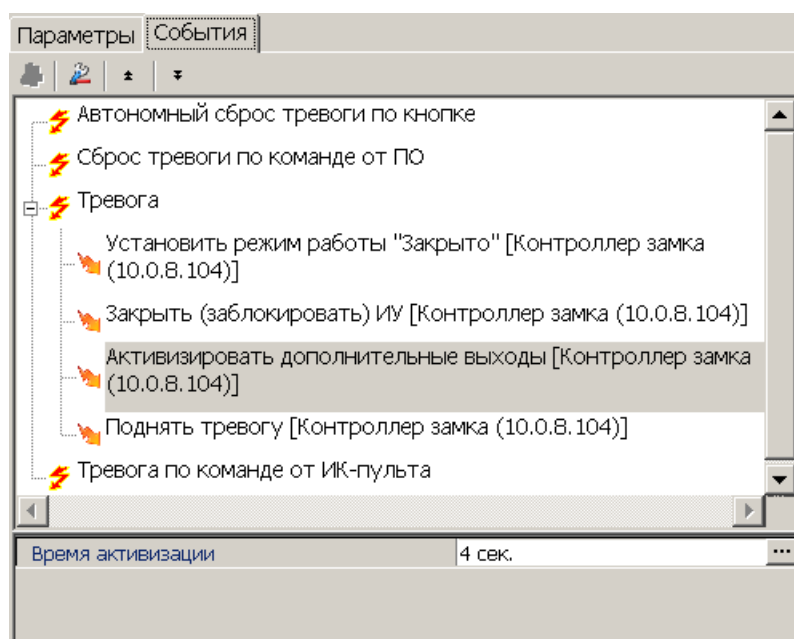 Параметры События
Автономный сброс тревоги по кнопке
Сброс тревоги по команде от ПО
Тревога
Установить режим работы "Закрыто" [Контроллер замка
(10.0.8.104)]
Закрыть (заблокировать) ИУ [Контроллер замка (10.0.8.104)]
Активизировать дополнительные выходы [Контроллер замка
(10.0.8.104)]
Поднять тревогу [Контроллер замка (10.0.8.104)]
Тревога по команде от ИК-пульта
Время активизации 4 сек. ...